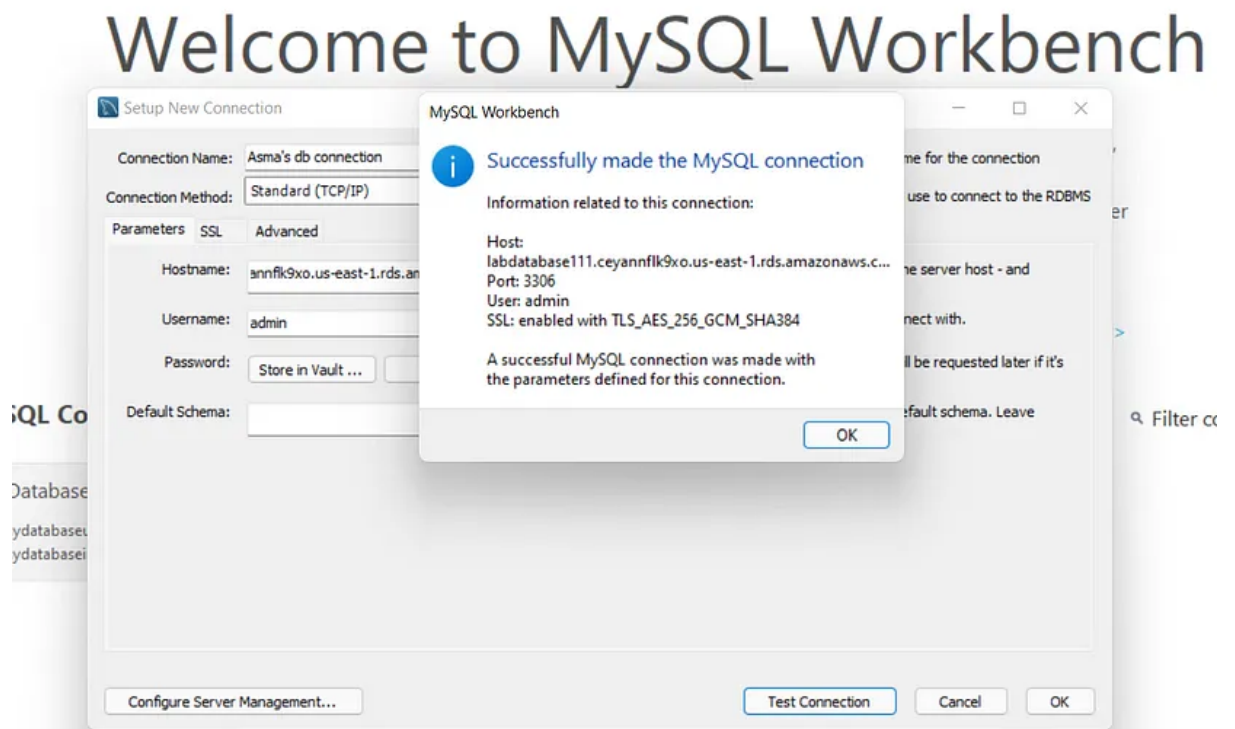 Welcome to MySQL Workbench
Setup New Connection
MySQL Workbench
Connection Name: Asma's db connection
Successfully made the MySQL connection
me for the connection
Connection Method: Standard (TCP/IP)
use to connect to the RDBMS
Parameters SSL Advanced
Information related to this connection:
er
Host:
labdatabase111.ceyannflk9xo.us-east-1.rds.amazonaws.c...
Port: 3306
User: admin
SSL: enabled with TLS_AES_256_GCM_SHA384
A successful MySQL connection was made with
the parameters defined for this connection.
OK
Hostname: annflk9xo.us-east-1.rds.am
ne server host - and
Username: admin
nect with.
>
Password: Store in Vault ...
ll be requested later if it's
Default Schema:
efault schema. Leave
SQL Co
Filter co
Database
ydatabaseu
ydatabasei
Configure Server Management...
Test Connection
Cancel
OK